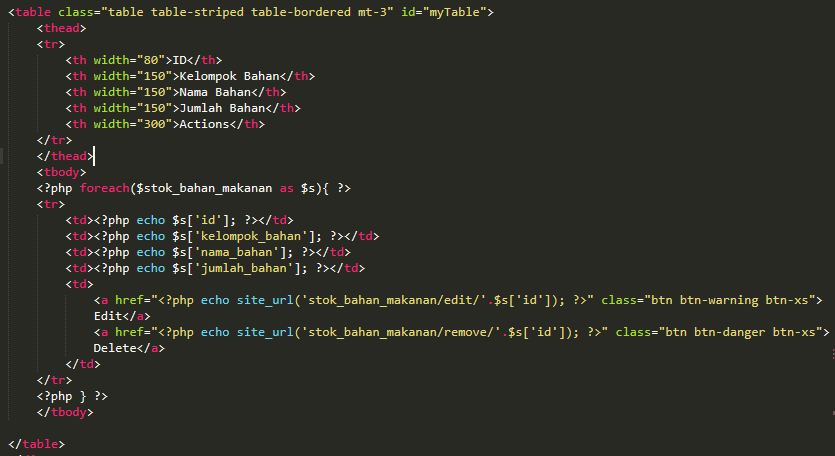 <table class="table table-striped table-bordered mt-3" id="myTable">
<thead>
<tr>
<th width="80">ID</th>
<th width="150">Kelompok Bahan</th>
<th width="150">Nama Bahan</th>
<th width="150">Jumlah Bahan</th>
<th width="300">Actions</th>
</tr>
</thead>
<tbody>
<?php foreach($stok_bahan_makanan as $s){ ?>
<tr>
<td><?php echo $s['id']; ?></td>
<td><?php echo $s['kelompok_bahan']; ?></td>
<td><?php echo $s['nama_bahan']; ?></td>
<td><?php echo $s['jumlah_bahan']; ?></td>
<td>
<a href="<?php echo site_url('stok_bahan_makanan/edit/'.$s['id']); ?>" class="btn btn-warning btn-xs">
Edit</a>
<a href="<?php echo site_url('stok_bahan_makanan/remove/'.$s['id']); ?>" class="btn btn-danger btn-xs">
Delete</a>
</td>
</tr>
<?php } ?>
</tbody>
</table>